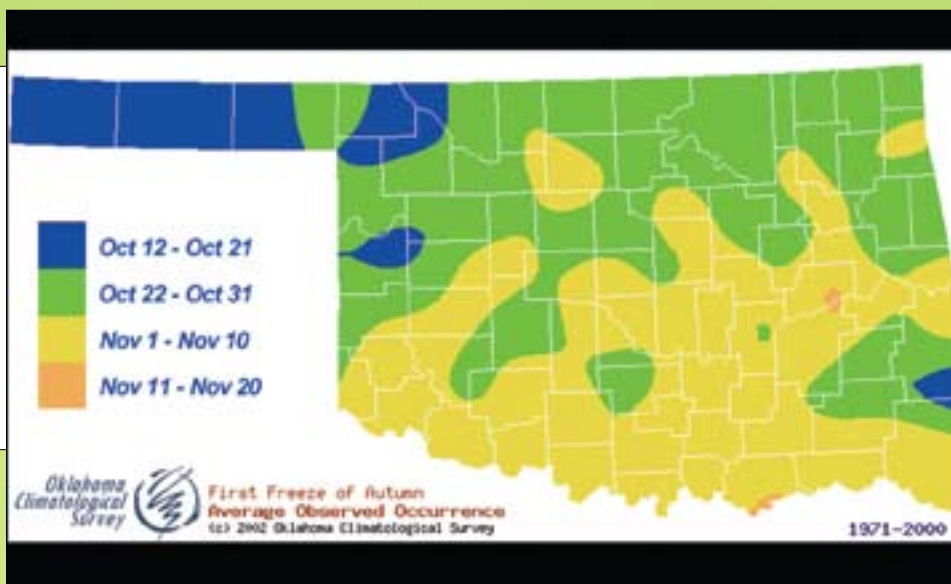 Oct 12 - Oct 21
Oct 22 - Oct 31
Nov 1 - Nov 10
Nov 11 - Nov 20
Oklahoma
Climatological
Survey
First Freeze of Autumn
Average Observed Occurrence
(c) 2002 Oklahoma Climatological Survey
1971-2000